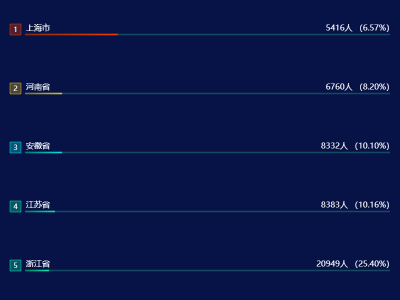 1 上海市 5416人 (6.57%)
2 河南省 6760人 (8.20%)
3 安徽省 8332人 (10.10%)
4 江苏省 8383人 (10.16%)
5 浙江省 20949人 (25.40%)